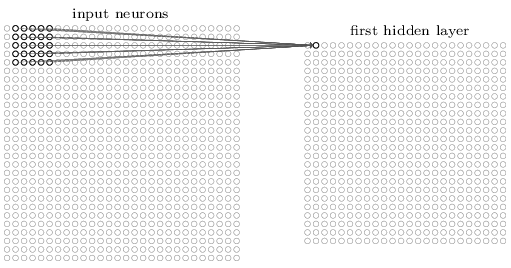 input neurons
first hidden layer